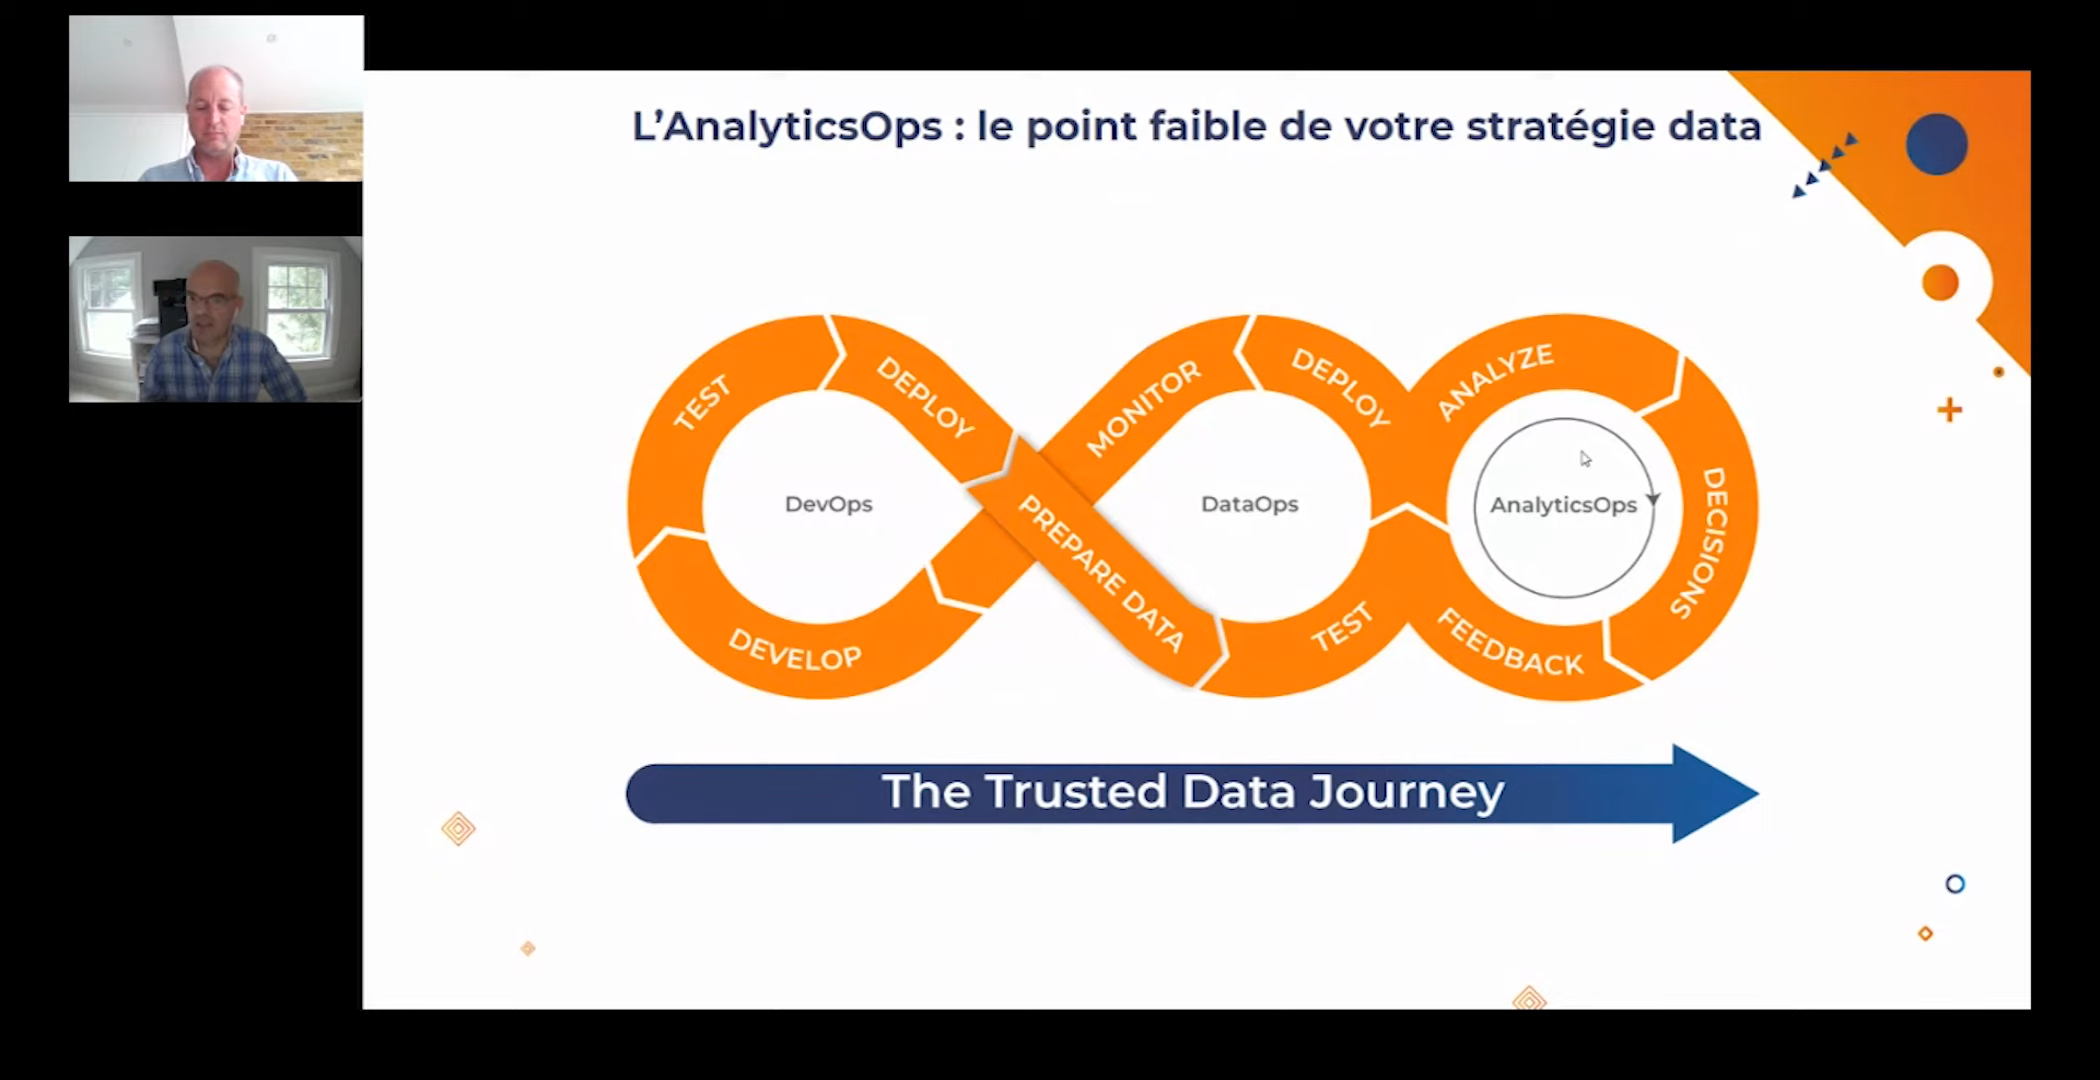 L’AnalyticsOps : le point faible de votre stratégie data
TEST
DEPLOY
MONITOR
DEPLOY
ANALYZE
DevOps
DataOps
AnalyticsOps
PREPARE DATA
DECISIONS
DEVELOP
TEST
FEEDBACK
The Trusted Data Journey